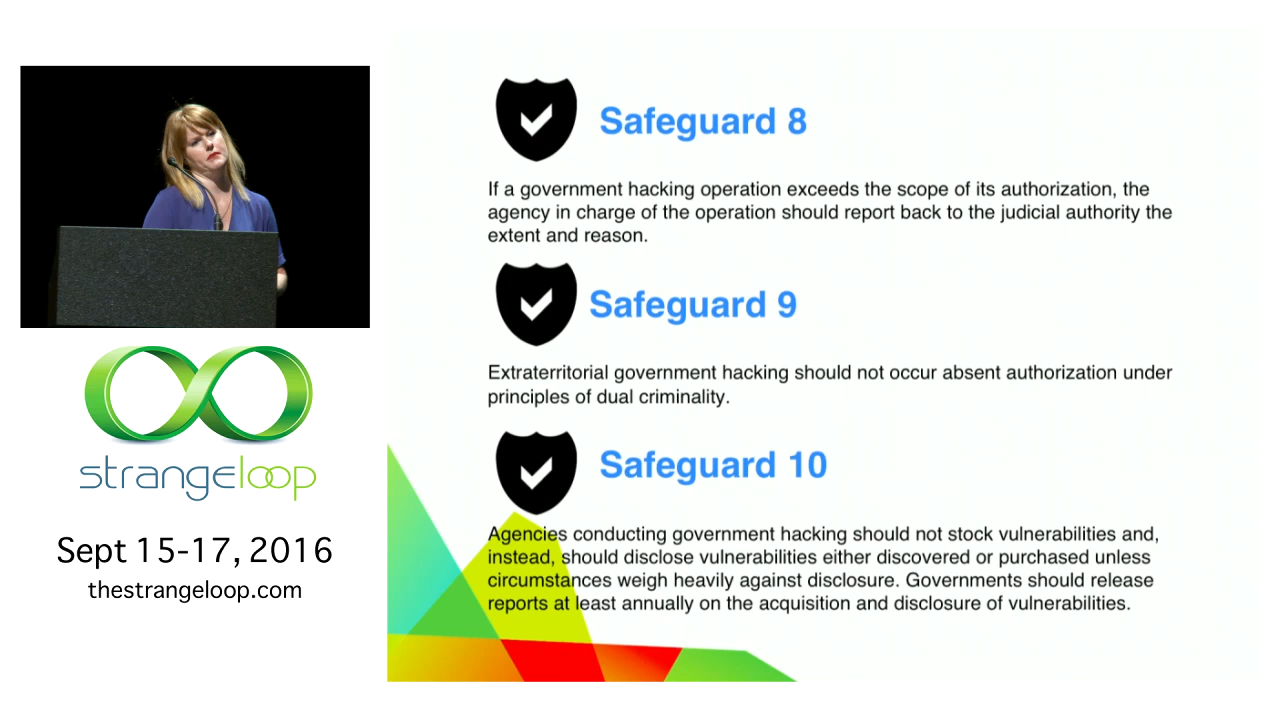 Safeguard 8
If a government hacking operation exceeds the scope of its authorization, the
agency in charge of the operation should report back to the judicial authority the
extent and reason.
Safeguard 9
Extraterritorial government hacking should not occur absent authorization under
principles of dual criminality.
Safeguard 10
Agencies conducting government hacking should not stock vulnerabilities and,
instead, should disclose vulnerabilities either discovered or purchased unless
circumstances weigh heavily against disclosure. Governments should release
reports at least annually on the acquisition and disclosure of vulnerabilities.
strangeloop
Sept 15-17, 2016
thestrangeloop.com